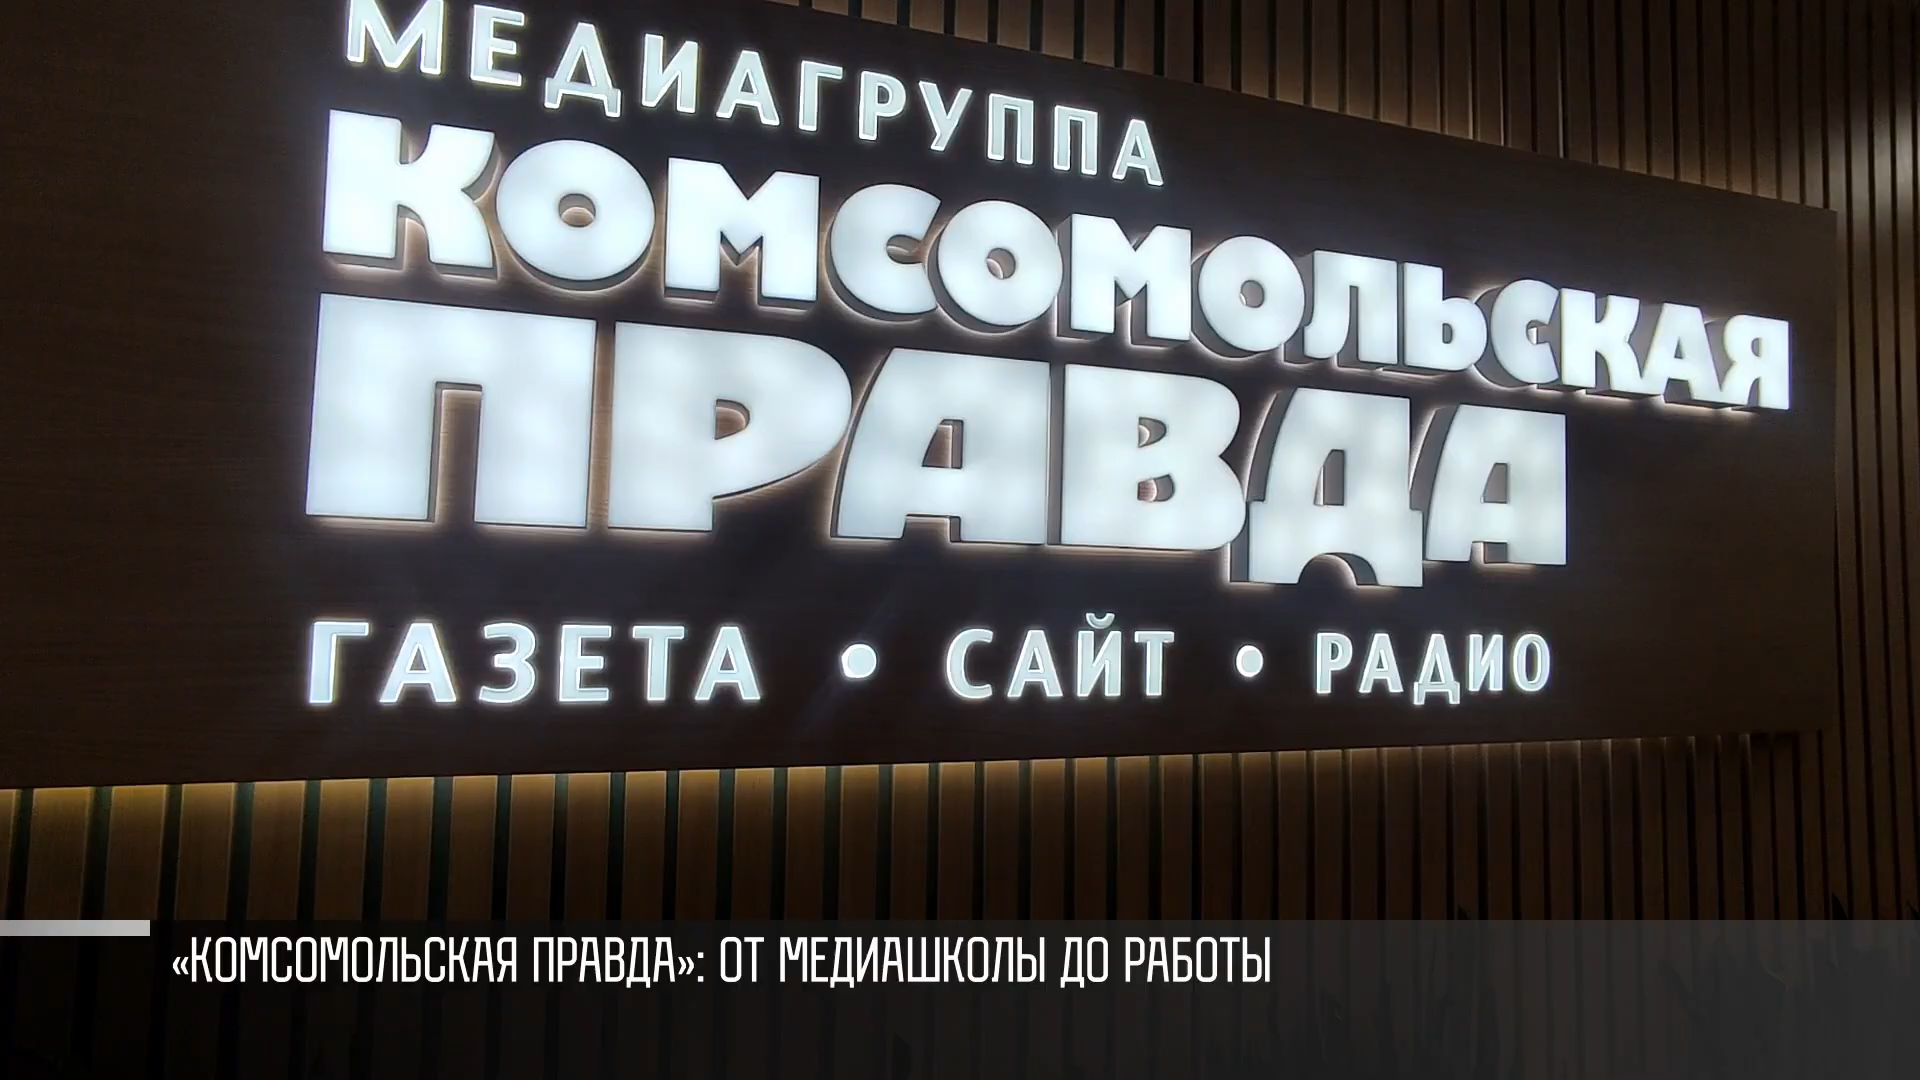 МЕДИАГРУППА
КОМСОМОЛЬСКАЯ
ПРАВДА
ГАЗЕТА • САЙТ • РАДИО
«КОМСОМОЛЬСКАЯ ПРАВДА»: ОТ МЕДИАШКОЛЫ ДО РАБОТЫ